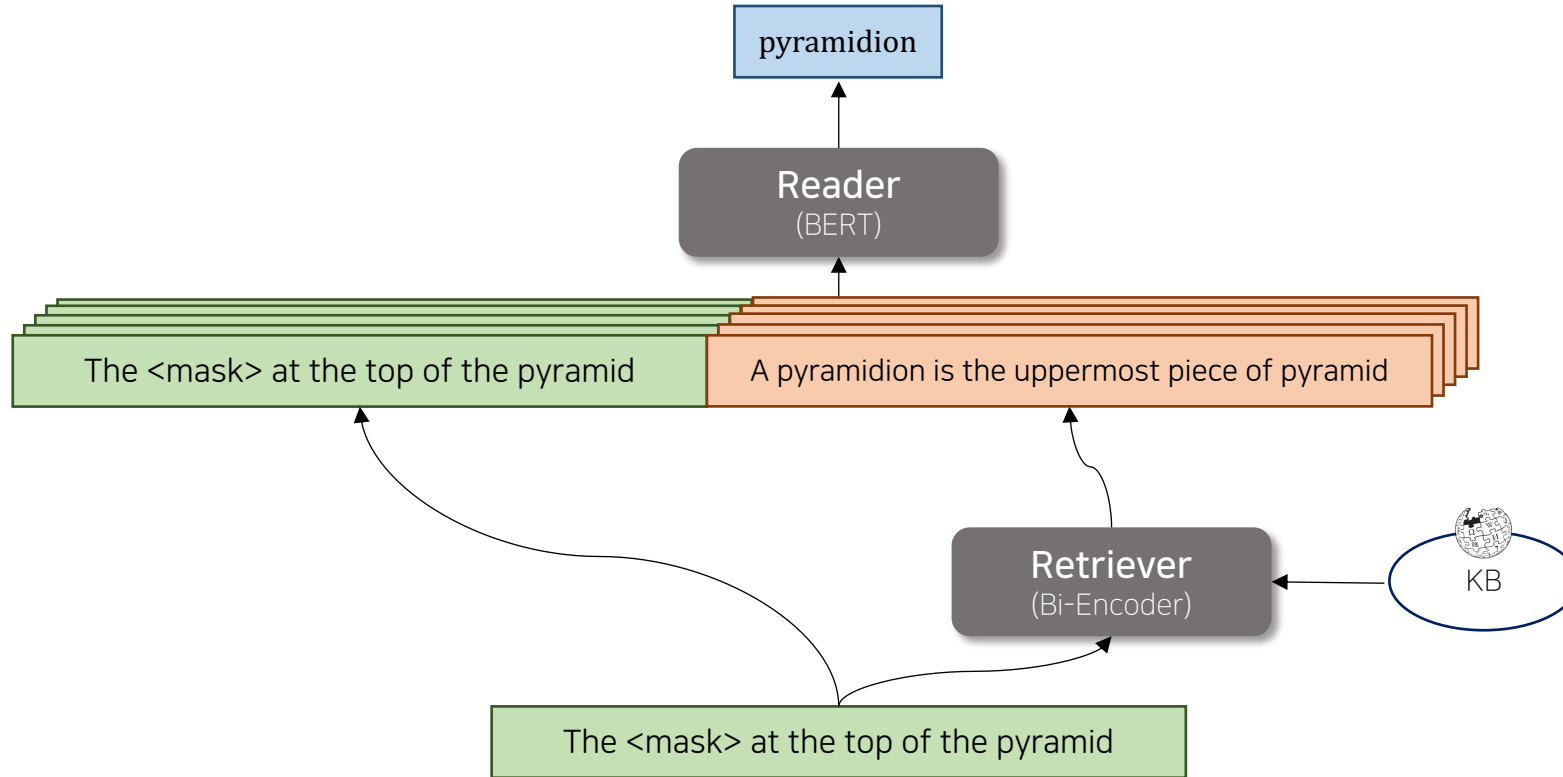 pyramidion
Reader
(BERT)
The <mask> at the top of the pyramid
A pyramidion is the uppermost piece of pyramid
Retriever
(Bi-Encoder)
KB
The <mask> at the top of the pyramid